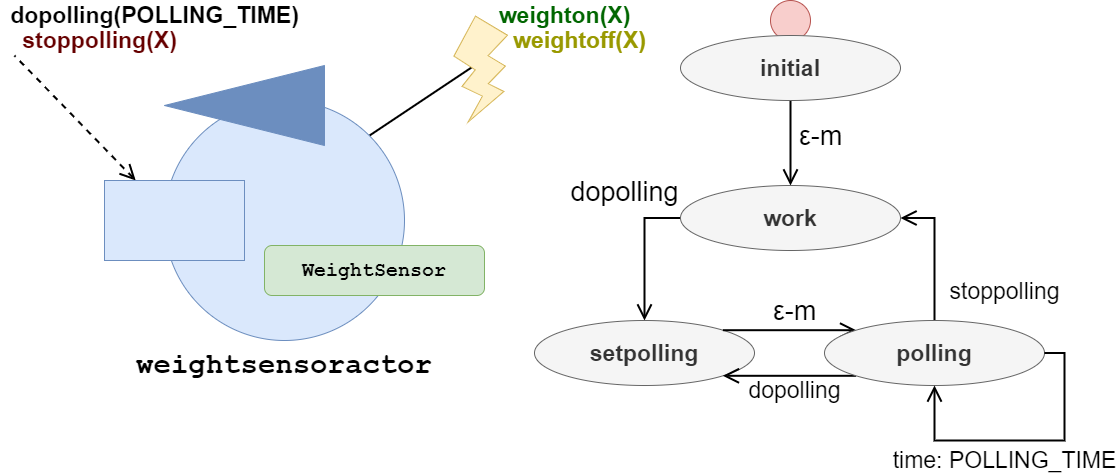 dopolling(POLLING_TIME)
stoppolling(X)
weighton(X)
weightoff(X)
WeightSensor
weightsensoractor
initial
ε-m
dopolling
work
stoppolling
ε-m
setpolling
polling
dopolling
time: POLLING_TIME